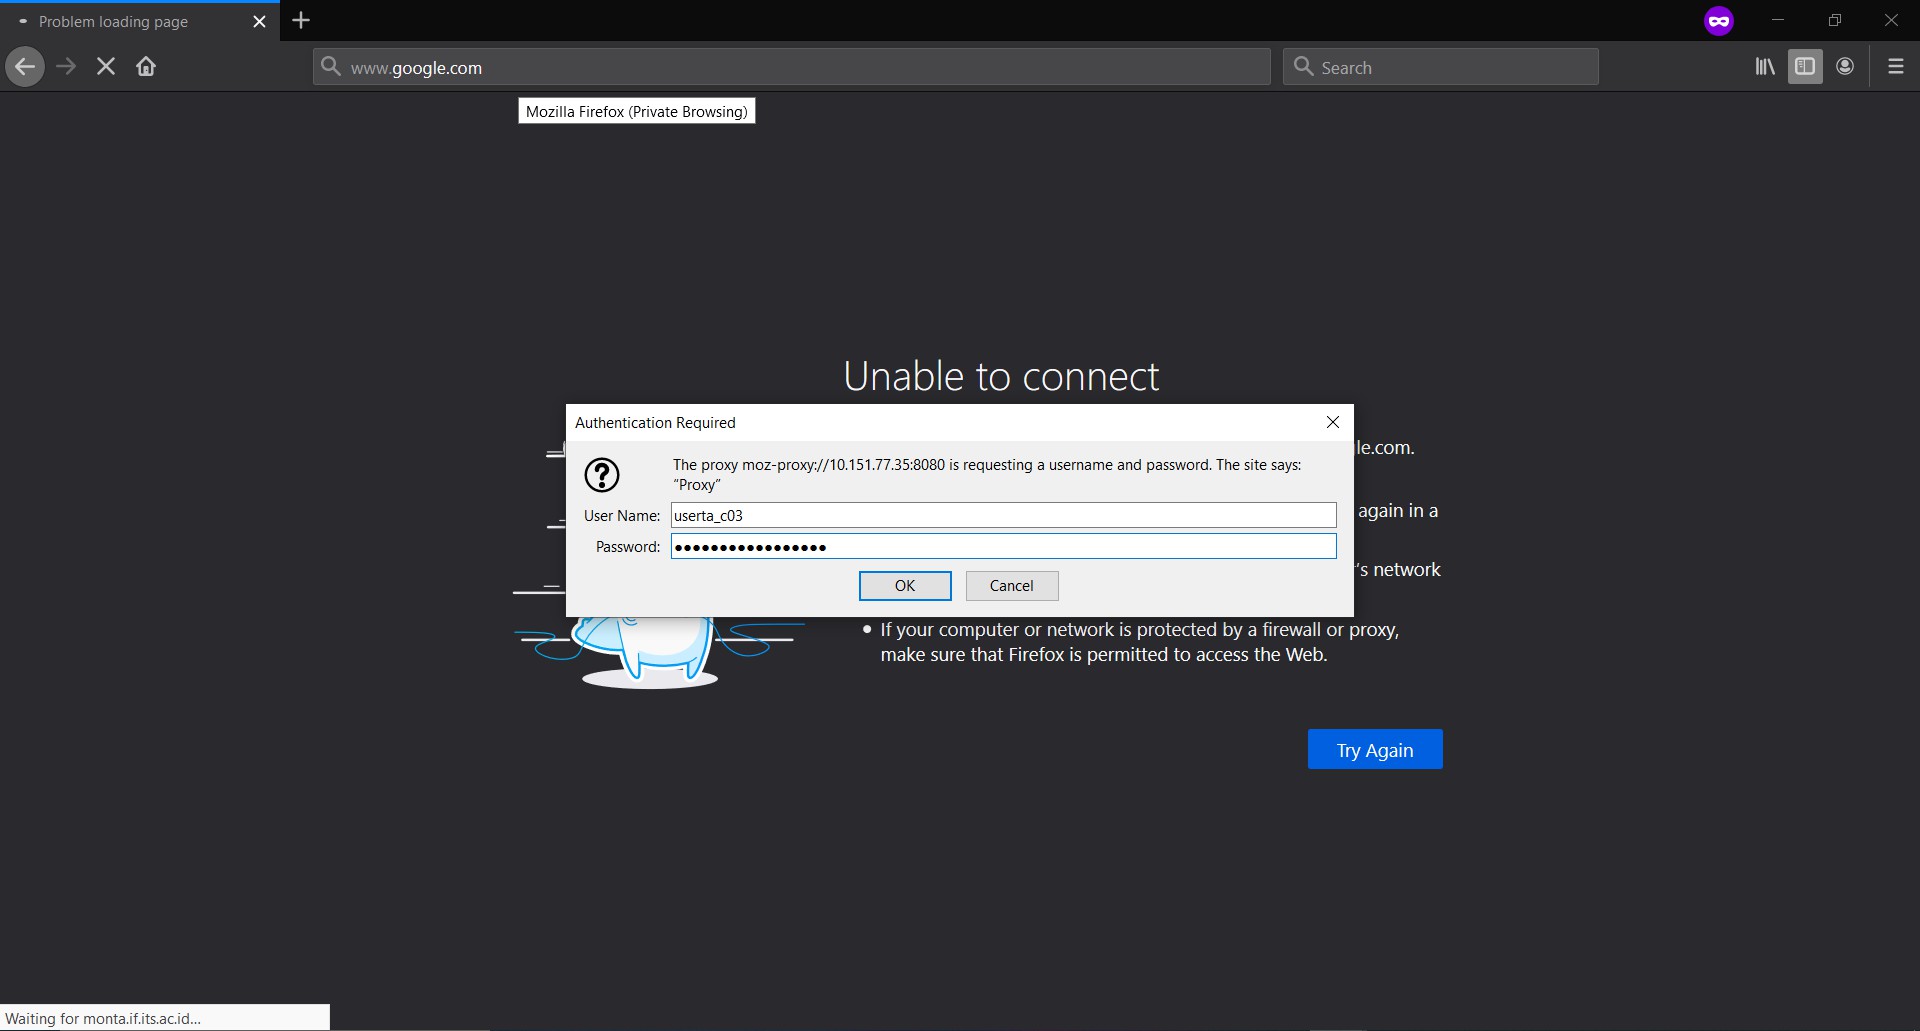 Problem loading page
www.google.com
Search
Mozilla Firefox (Private Browsing)
Unable to connect
Authentication Required
le.com.
The proxy moz-proxy://10.151.77.35:8080 is requesting a username and password. The site says:
“Proxy”
User Name: userta_c03
again in a
Password: •••••••••••••••••
's network
OK
Cancel
• If your computer or network is protected by a firewall or proxy,
make sure that Firefox is permitted to access the Web.
Try Again
Waiting for monta.if.its.ac.id...